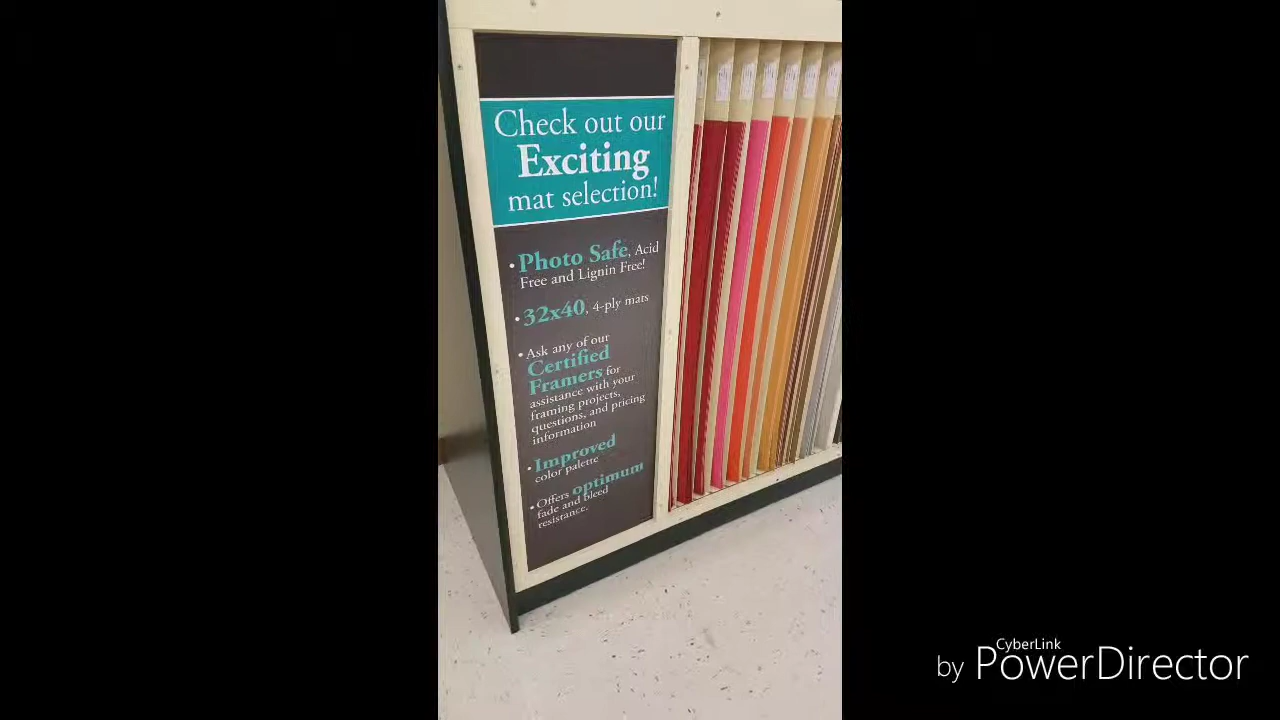 Check out our
Exciting
mat selection!
• Photo Safe, Acid
Free and Lignin Free!
• 32x40, 4-ply mats
• Ask any of our
Certified
Framers for
assistance with your
framing projects,
questions, and pricing
information
• Improved
color palette
• Offers optimum
fade and bleed
resistance.
CyberLink
by PowerDirector